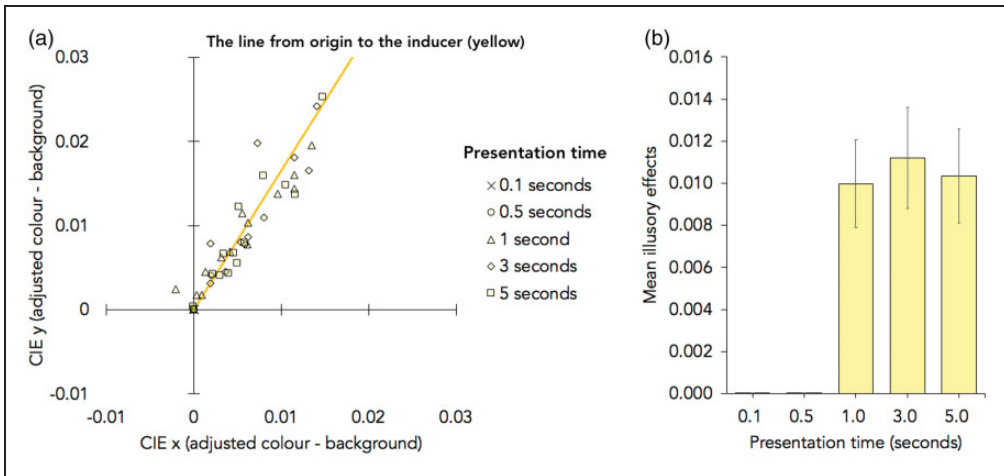 (a)
The line from origin to the inducer (yellow)
0.03
0.02
0.01
0
-0.01
CIE y (adjusted colour - background)
-0.01
0
0.01
0.02
0.03
CIE x (adjusted colour - background)
Presentation time
× 0.1 seconds
○ 0.5 seconds
△ 1 second
◇ 3 seconds
□ 5 seconds
(b)
0.016
0.014
0.012
0.010
0.008
0.006
0.004
0.002
0.000
Mean illusory effects
0.1
0.5
1.0
3.0
5.0
Presentation time (seconds)